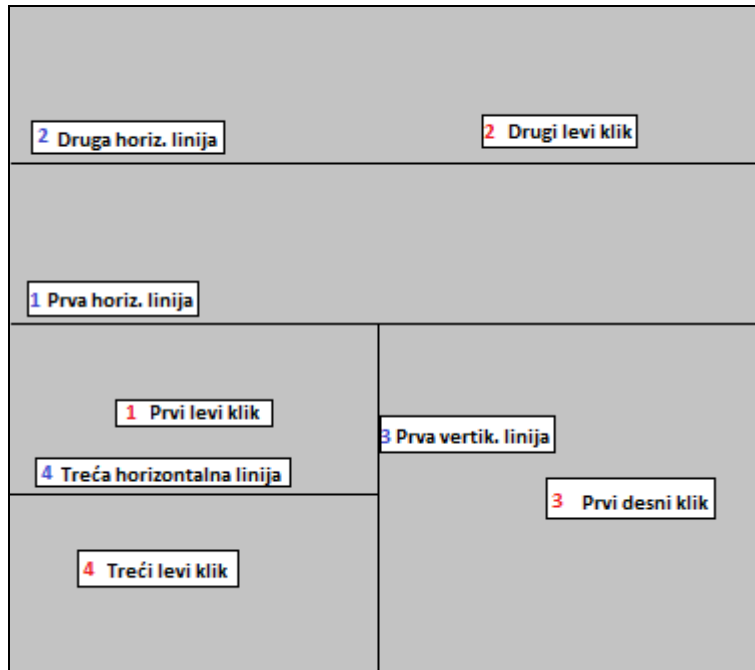 2 Druga horiz. linija
2 Drugi levi klik
1 Prva horiz. linija
1 Prvi levi klik
3 Prva vertik. linija
4 Treća horizontalna linija
3 Prvi desni klik
4 Treći levi klik